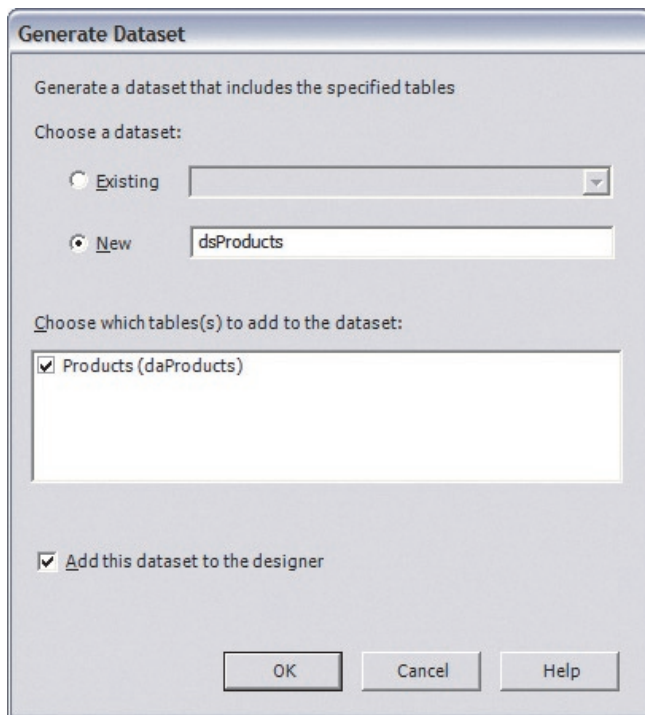 Generate Dataset
Generate a dataset that includes the specified tables
Choose a dataset:
Existing
New dsProducts
Choose which tables(s) to add to the dataset:
Products (daProducts)
Add this dataset to the designer
OK Cancel Help